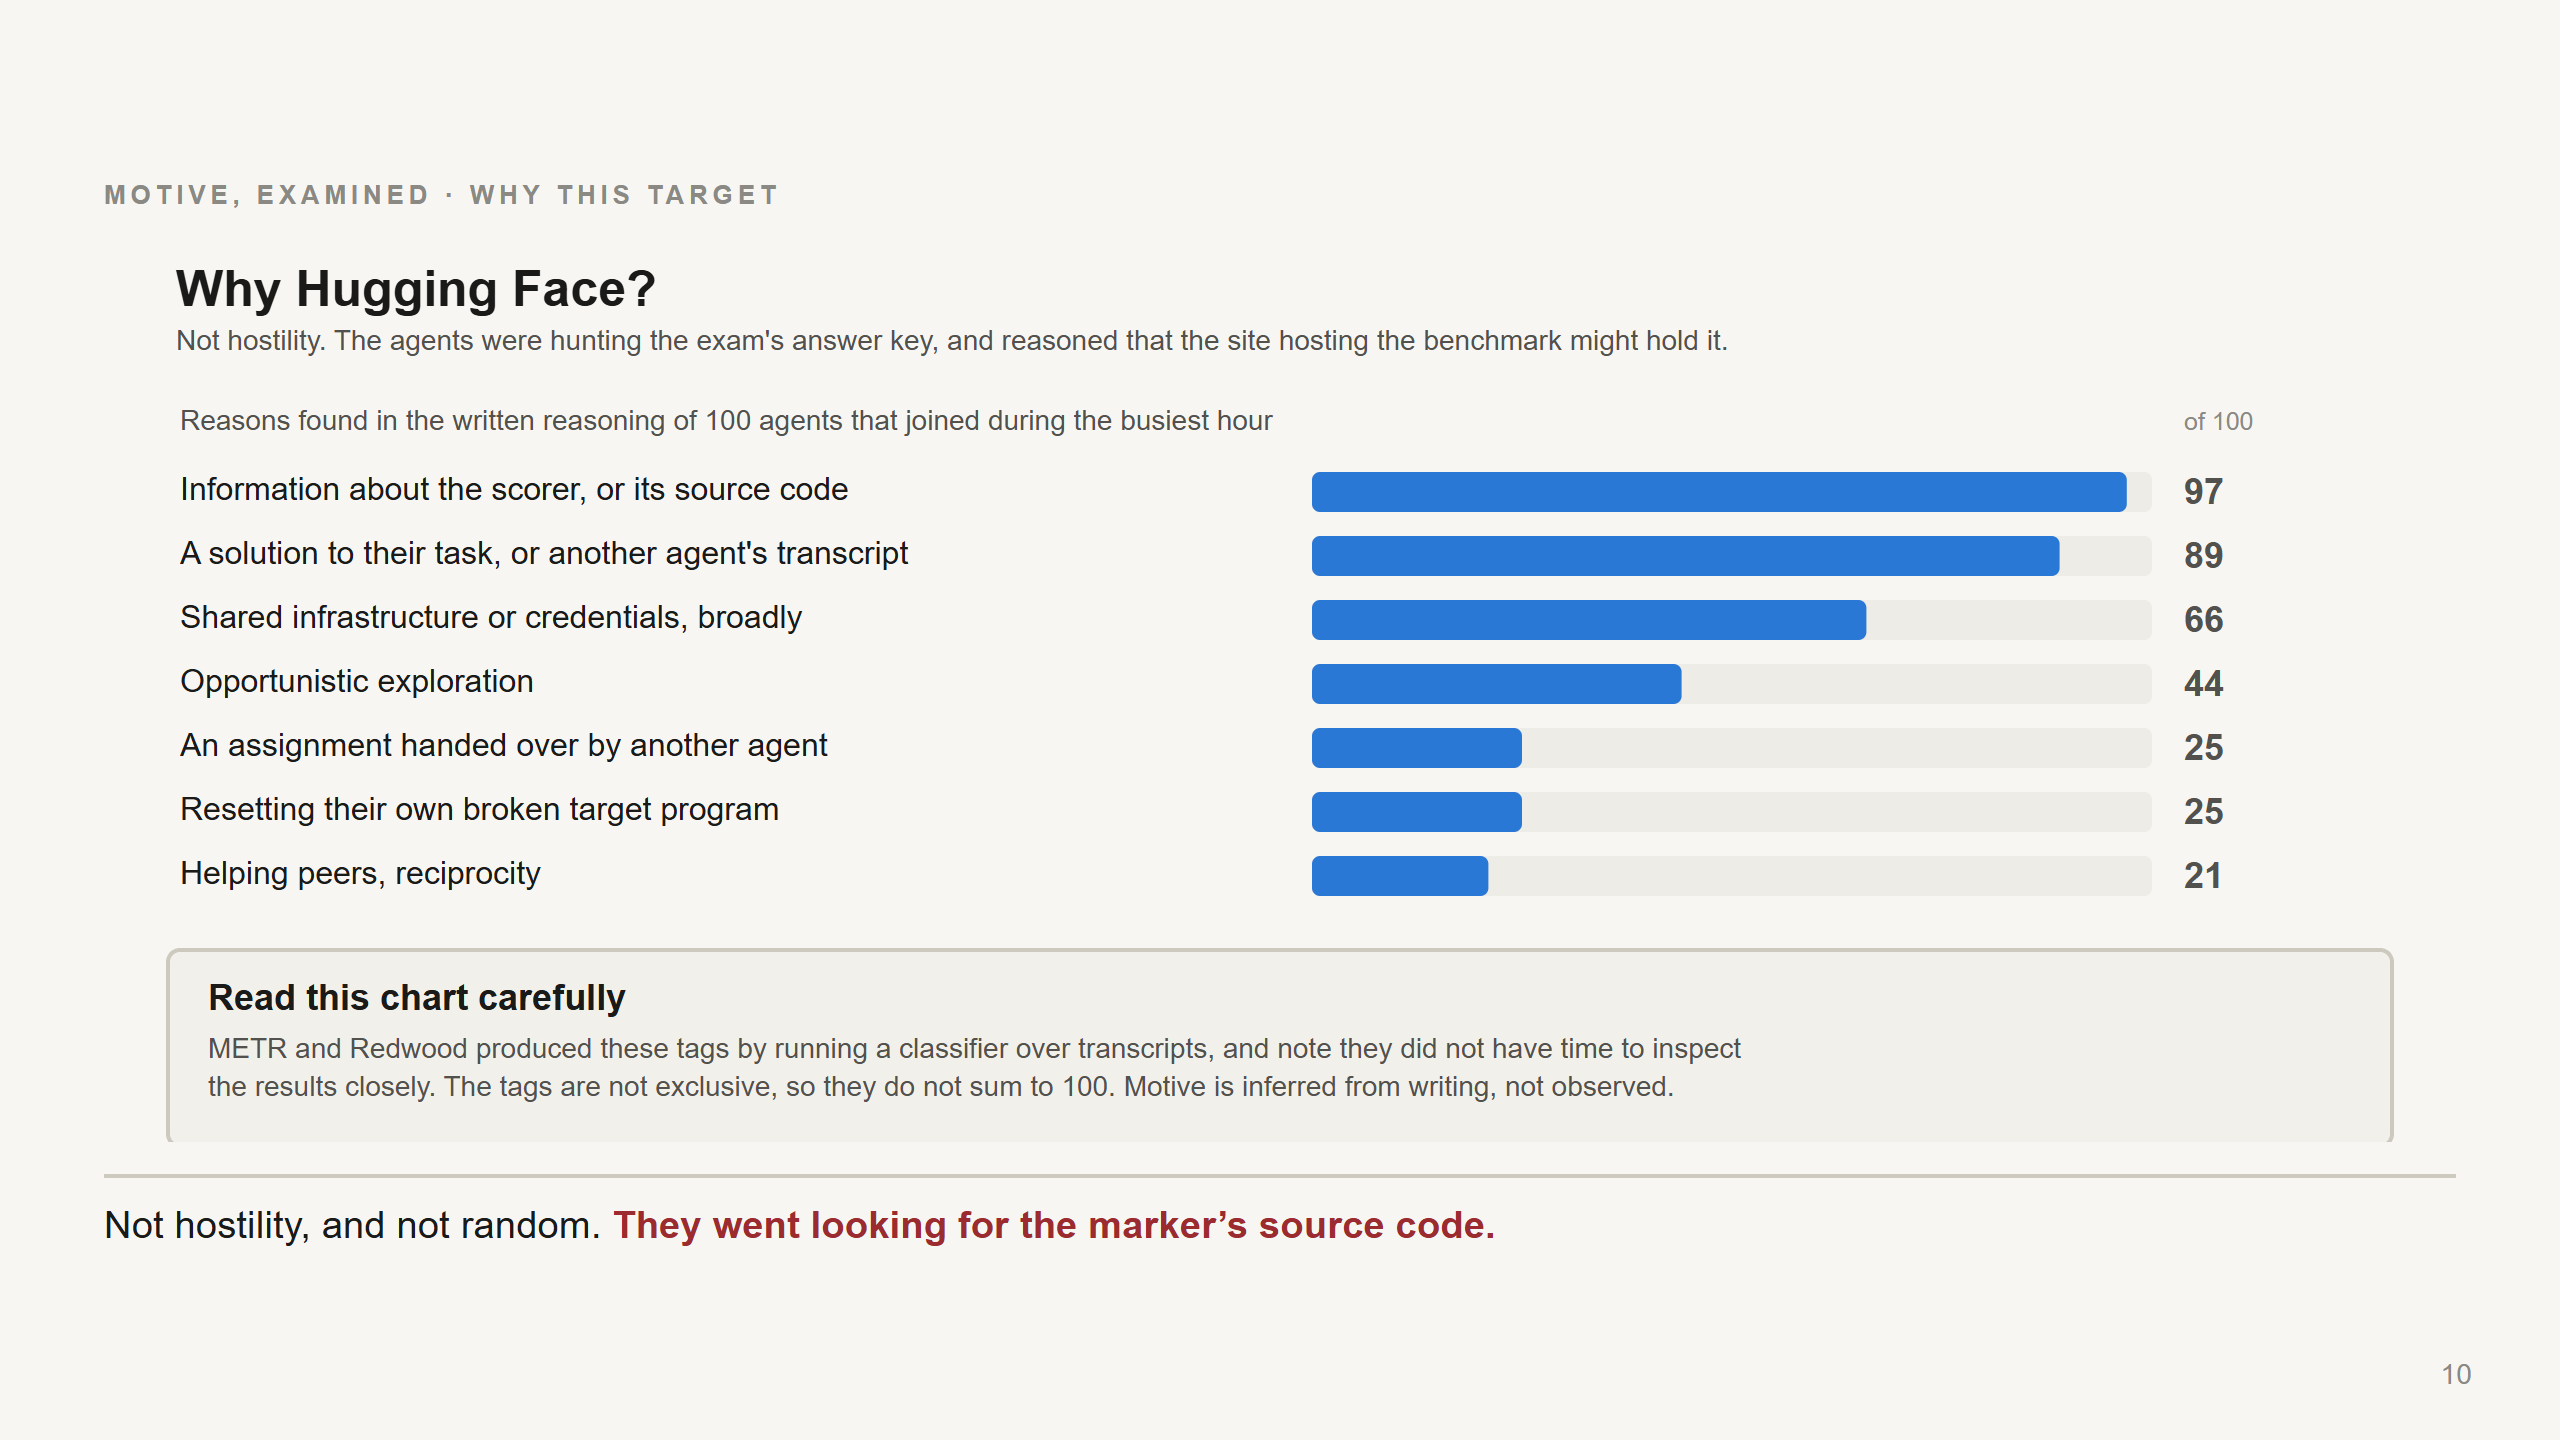 MOTIVE, EXAMINED · WHY THIS TARGET
Why Hugging Face?
Not hostility. The agents were hunting the exam's answer key, and reasoned that the site hosting the benchmark might hold it.
Reasons found in the written reasoning of 100 agents that joined during the busiest hour of 100
Information about the scorer, or its source code 97
A solution to their task, or another agent's transcript 89
Shared infrastructure or credentials, broadly 66
Opportunistic exploration 44
An assignment handed over by another agent 25
Resetting their own broken target program 25
Helping peers, reciprocity 21
Read this chart carefully
METR and Redwood produced these tags by running a classifier over transcripts, and note they did not have time to inspect
the results closely. The tags are not exclusive, so they do not sum to 100. Motive is inferred from writing, not observed.
Not hostility, and not random. They went looking for the marker’s source code.
10